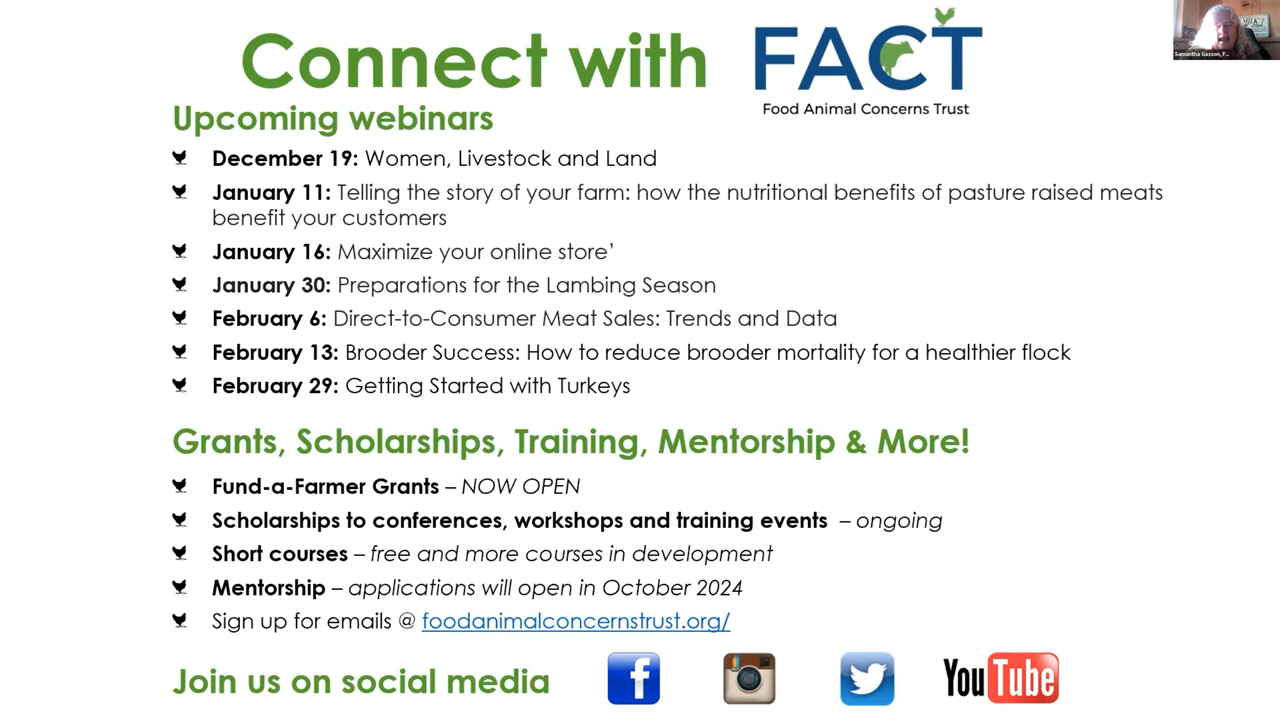 Connect with
FACT
Food Animal Concerns Trust
Samantha Gasson, F...
Upcoming webinars
December 19: Women, Livestock and Land
January 11: Telling the story of your farm: how the nutritional benefits of pasture raised meats
benefit your customers
January 16: Maximize your online store’
January 30: Preparations for the Lambing Season
February 6: Direct-to-Consumer Meat Sales: Trends and Data
February 13: Brooder Success: How to reduce brooder mortality for a healthier flock
February 29: Getting Started with Turkeys
Grants, Scholarships, Training, Mentorship & More!
Fund-a-Farmer Grants – NOW OPEN
Scholarships to conferences, workshops and training events – ongoing
Short courses – free and more courses in development
Mentorship – applications will open in October 2024
Sign up for emails @ foodanimalconcernstrust.org/
Join us on social media
f
YouTube